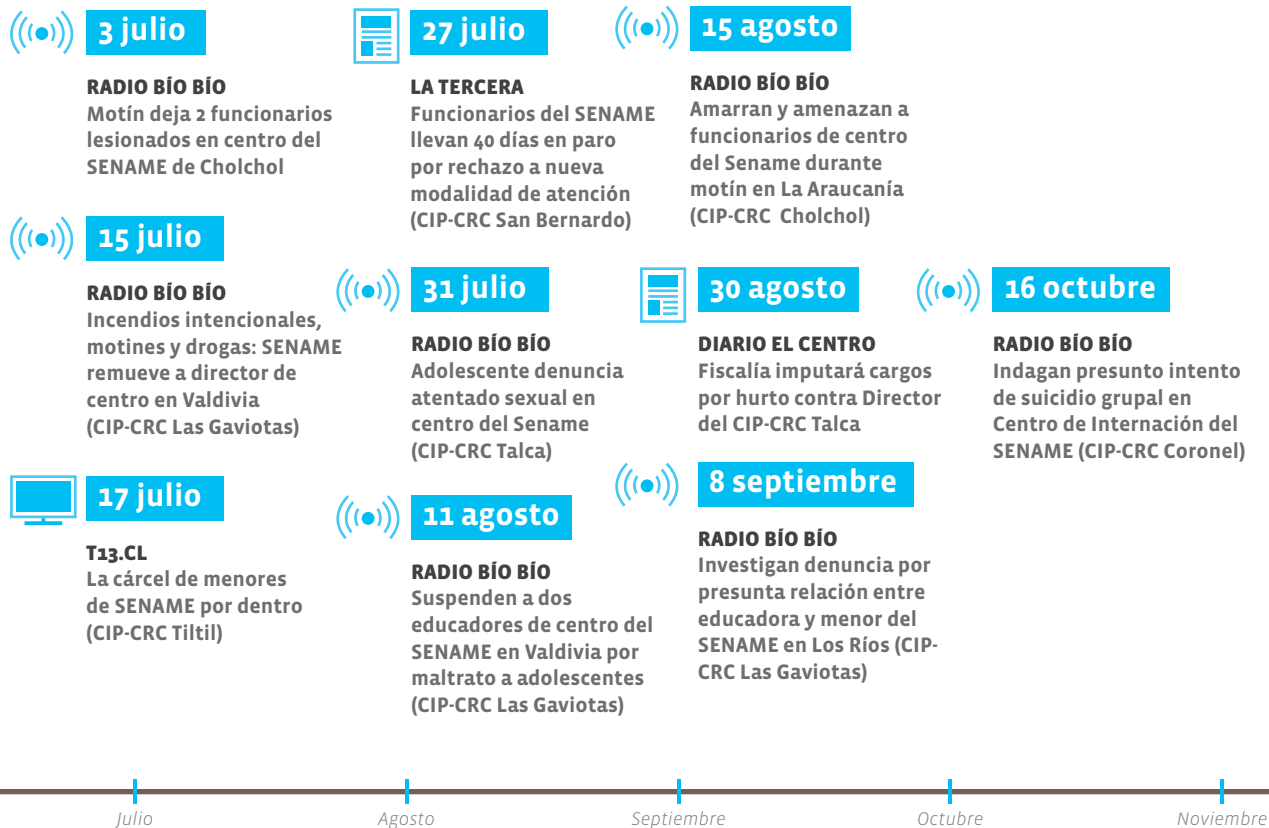 3 julio
RADIO BÍO BÍO
Motín deja 2 funcionarios
lesionados en centro del
SENAME de Cholchol
15 julio
RADIO BÍO BÍO
Incendios intencionales,
motines y drogas: SENAME
remueve a director de
centro en Valdivia
(CIP-CRC Las Gaviotas)
17 julio
T13.CL
La cárcel de menores
de SENAME por dentro
(CIP-CRC Tiltil)
27 julio
LA TERCERA
Funcionarios del SENAME
llevan 40 días en paro
por rechazo a nueva
modalidad de atención
(CIP-CRC San Bernardo)
31 julio
RADIO BÍO BÍO
Adolescente denuncia
atentado sexual en
centro del Sename
(CIP-CRC Talca)
11 agosto
RADIO BÍO BÍO
Suspenden a dos
educadores de centro del
SENAME en Valdivia por
maltrato a adolescentes
(CIP-CRC Las Gaviotas)
15 agosto
RADIO BÍO BÍO
Amarran y amenazan a
funcionarios de centro
del Sename durante
motín en La Araucanía
(CIP-CRC Cholchol)
30 agosto
DIARIO EL CENTRO
Fiscalía imputará cargos
por hurto contra Director
del CIP-CRC Talca
8 septiembre
RADIO BÍO BÍO
Investigan denuncia por
presunta relación entre
educadora y menor del
SENAME en Los Ríos (CIP-
CRC Las Gaviotas)
16 octubre
RADIO BÍO BÍO
Indagan presunto intento
de suicidio grupal en
Centro de Internación del
SENAME (CIP-CRC Coronel)
Julio
Agosto
Septiembre
Octubre
Noviembre